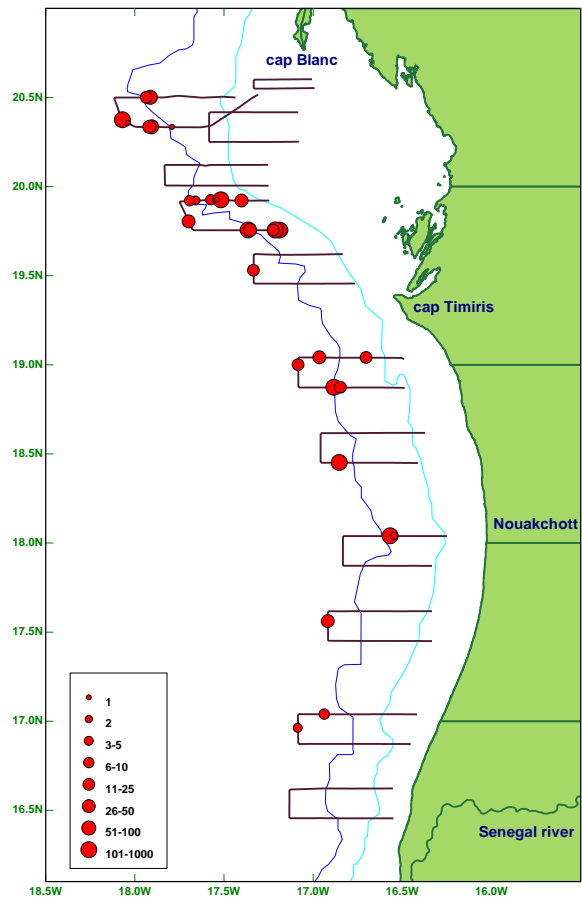 cap Blanc
20.5N
20.0N
19.5N
cap Timiris
19.0N
18.5N
Nouakchott
18.0N
17.5N
1
2
17.0N
3-5
6-10
11-25
26-50
16.5N
51-100
Senegal river
101-1000
18.5W
18.0W
17.5W
17.0W
16.5W
16.0W